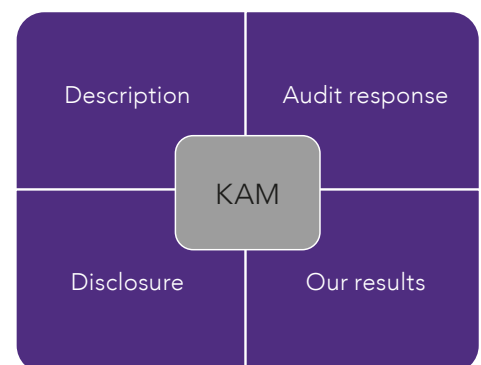 Description
Audit response
KAM
Disclosure
Our results